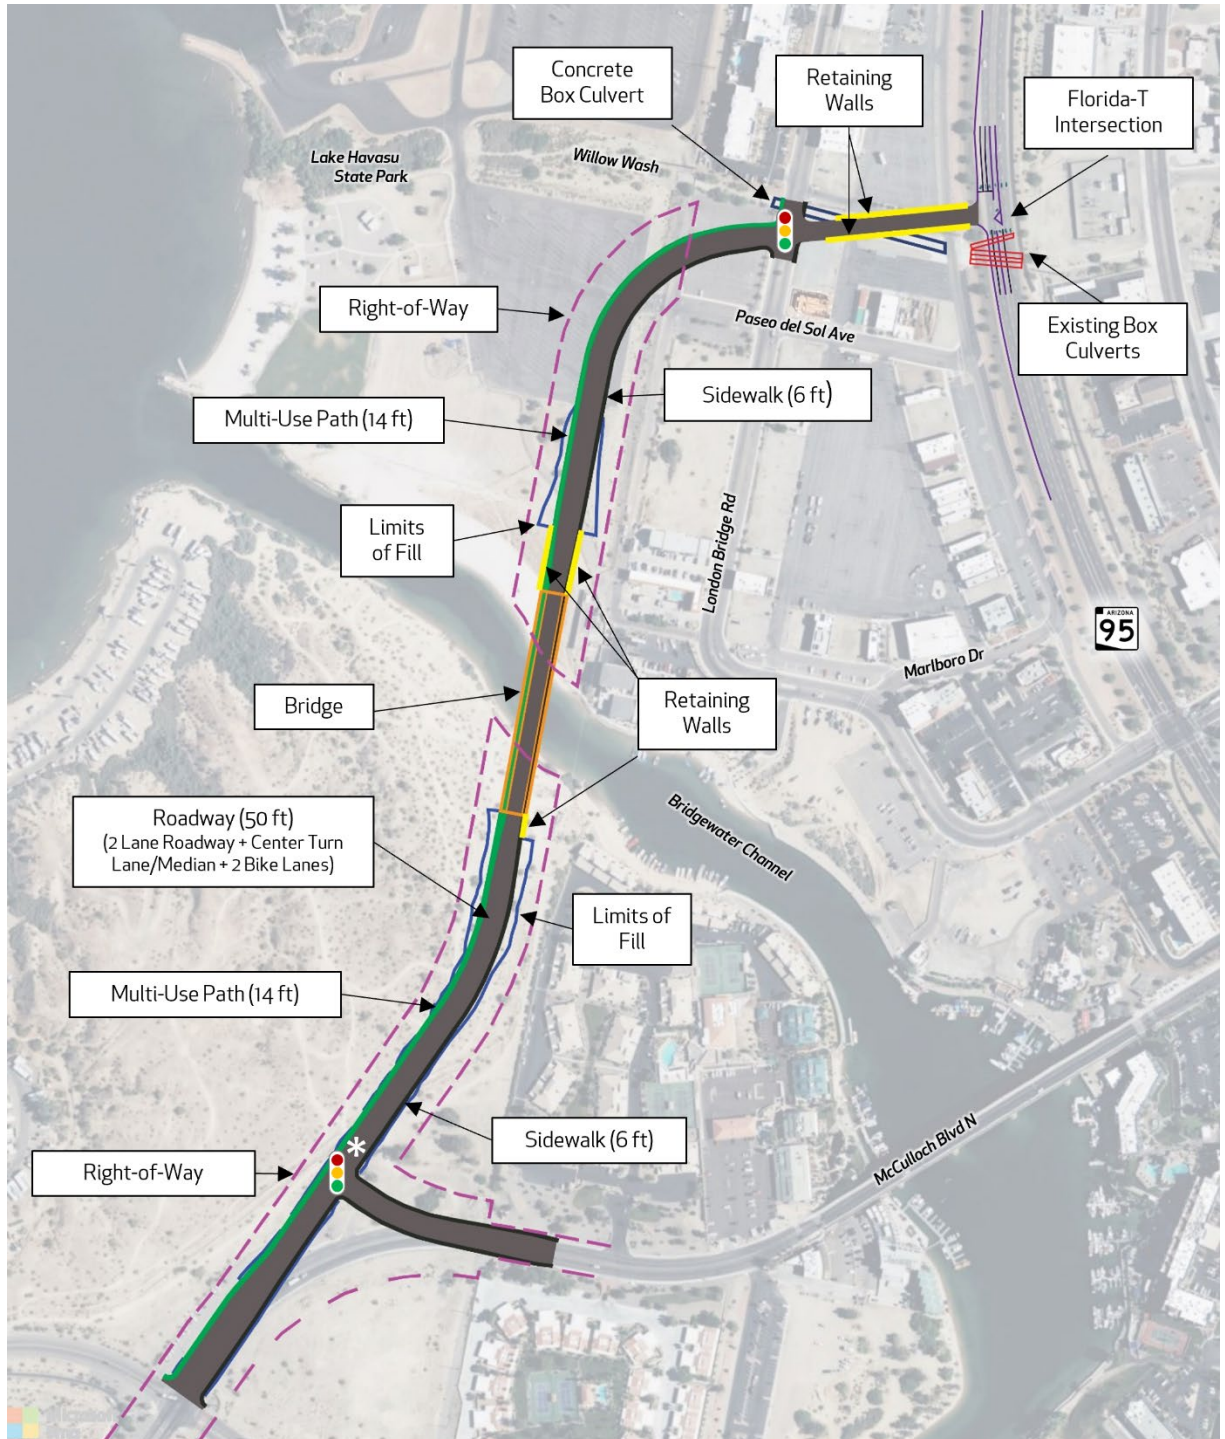 Concrete
Box Culvert
Retaining
Walls
Florida-T
Intersection
Lake Havasu
State Park
Willow Wash
Right-of-Way
Paseo del Sol Ave
Existing Box
Culverts
Multi-Use Path (14 ft)
Sidewalk (6 ft)
Limits
of Fill
London Bridge Rd
ARIZONA
95
Marlboro Dr
Bridge
Retaining
Walls
Roadway (50 ft)
(2 Lane Roadway + Center Turn
Lane/Median + 2 Bike Lanes)
Bridgewater Channel
Limits of
Fill
Multi-Use Path (14 ft)
Sidewalk (6 ft)
*
McCulloch Blvd N
Right-of-Way